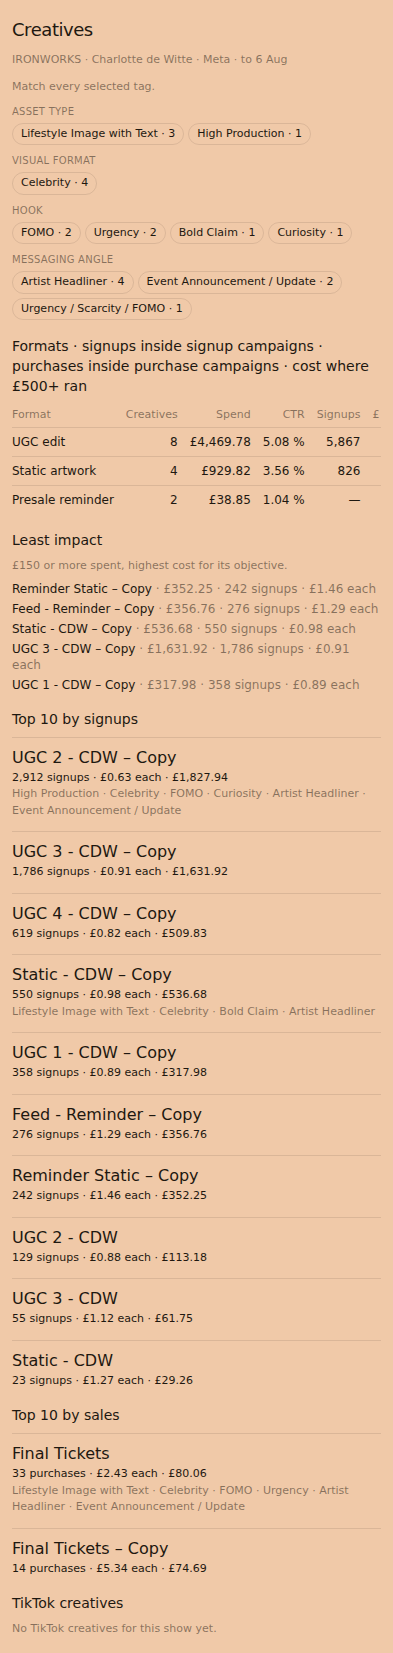 Creatives
IRONWORKS · Charlotte de Witte · Meta · to 6 Aug
Match every selected tag.
ASSET TYPE
Lifestyle Image with Text · 3 High Production · 1
VISUAL FORMAT
Celebrity · 4
HOOK
FOMO · 2 Urgency · 2 Bold Claim · 1 Curiosity · 1
MESSAGING ANGLE
Artist Headliner · 4 Event Announcement / Update · 2
Urgency / Scarcity / FOMO · 1
Formats · signups inside signup campaigns ·
purchases inside purchase campaigns · cost where
£500+ ran
Format Creatives Spend CTR Signups £
UGC edit 8 £4,469.78 5.08 % 5,867
Static artwork 4 £929.82 3.56 % 826
Presale reminder 2 £38.85 1.04 % —
Least impact
£150 or more spent, highest cost for its objective.
Reminder Static – Copy · £352.25 · 242 signups · £1.46 each
Feed - Reminder – Copy · £356.76 · 276 signups · £1.29 each
Static - CDW – Copy · £536.68 · 550 signups · £0.98 each
UGC 3 - CDW – Copy · £1,631.92 · 1,786 signups · £0.91
each
UGC 1 - CDW – Copy · £317.98 · 358 signups · £0.89 each
Top 10 by signups
UGC 2 - CDW – Copy
2,912 signups · £0.63 each · £1,827.94
High Production · Celebrity · FOMO · Curiosity · Artist Headliner ·
Event Announcement / Update
UGC 3 - CDW – Copy
1,786 signups · £0.91 each · £1,631.92
UGC 4 - CDW – Copy
619 signups · £0.82 each · £509.83
Static - CDW – Copy
550 signups · £0.98 each · £536.68
Lifestyle Image with Text · Celebrity · Bold Claim · Artist Headliner
UGC 1 - CDW – Copy
358 signups · £0.89 each · £317.98
Feed - Reminder – Copy
276 signups · £1.29 each · £356.76
Reminder Static – Copy
242 signups · £1.46 each · £352.25
UGC 2 - CDW
129 signups · £0.88 each · £113.18
UGC 3 - CDW
55 signups · £1.12 each · £61.75
Static - CDW
23 signups · £1.27 each · £29.26
Top 10 by sales
Final Tickets
33 purchases · £2.43 each · £80.06
Lifestyle Image with Text · Celebrity · FOMO · Urgency · Artist
Headliner · Event Announcement / Update
Final Tickets – Copy
14 purchases · £5.34 each · £74.69
TikTok creatives
No TikTok creatives for this show yet.